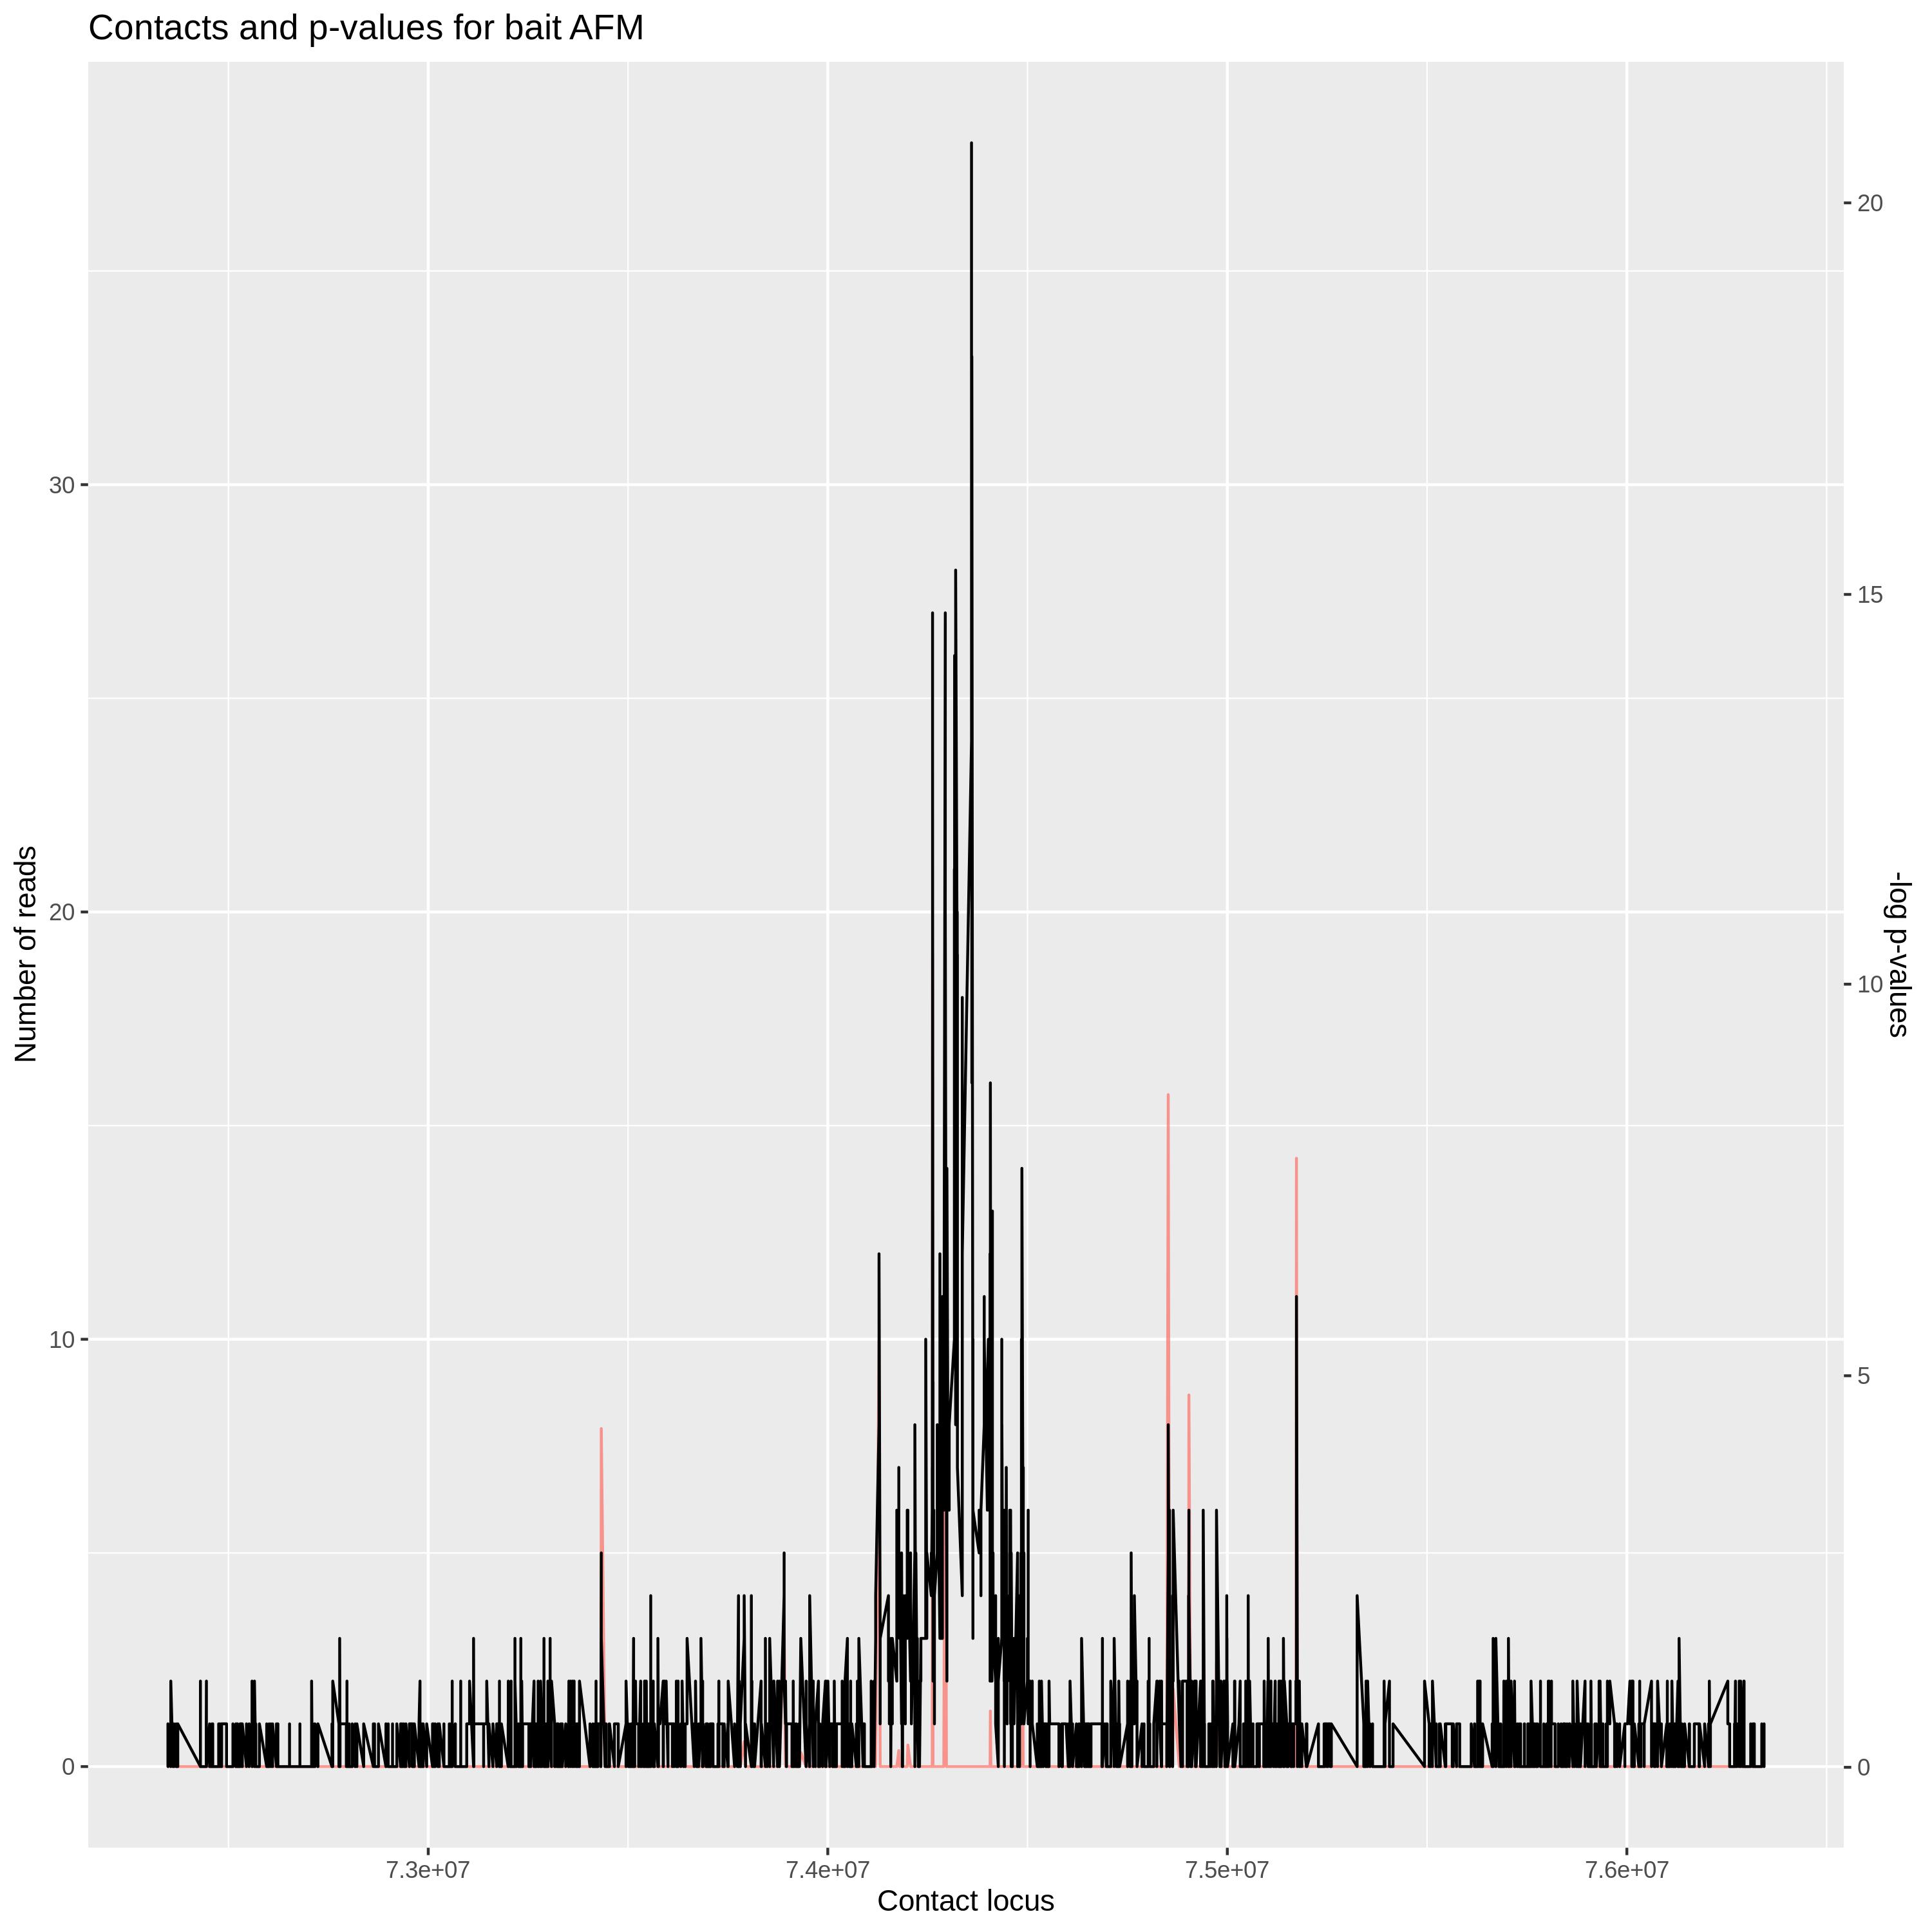 Contacts and p-values for bait AFM
Number of reads
30
20
10
0
20
15
10
5
0
-log p-values
7.3e+07 7.4e+07 7.5e+07 7.6e+07
Contact locus